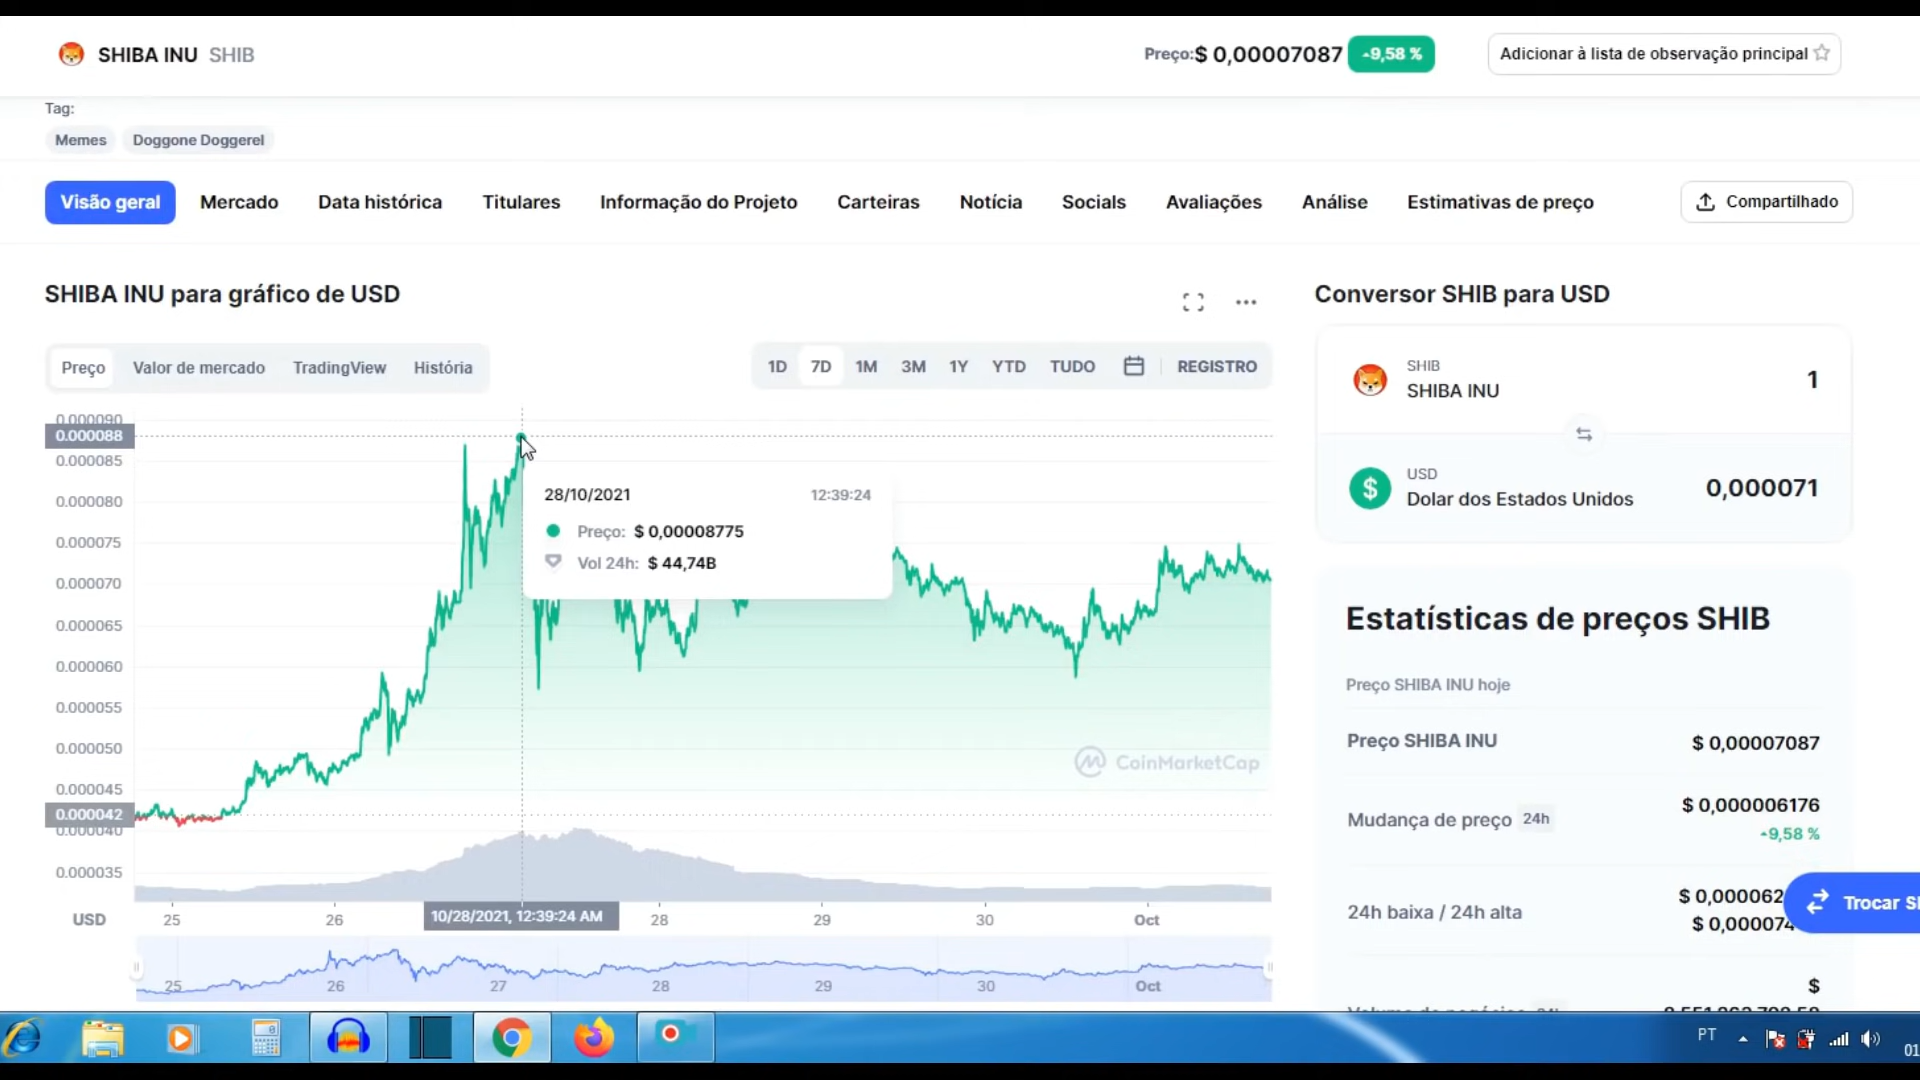 SHIBA INU SHIB
Preço:$ 0,00007087 9,58 %
Adicionar à lista de observação principal
Tag:
Memes Doggone Doggerel
Visão geral Mercado Data histórica Titulares Informação do Projeto Carteiras Notícia Socials Avaliações Análise Estimativas de preço Compartilhado
SHIBA INU para gráfico de USD
Preço Valor de mercado TradingView História
1D 7D 1M 3M 1Y YTD TUDO REGISTRO
0.000090
0.000088
0.000085
0.000080
0.000075
0.000070
0.000065
0.000060
0.000055
0.000050
0.000045
0.000042
0.000040
0.000035
28/10/2021 12:39:24
Preço: $ 0,00008775
Vol 24h: $ 44,74B
CoinMarketCap
USD 25 26 10/28/2021, 12:39:24 AM 28 29 30 Oct
25 26 27 28 29 30 Oct
Conversor SHIB para USD
SHIB
SHIBA INU 1
USD
Dolar dos Estados Unidos 0,000071
Estatísticas de preços SHIB
Preço SHIBA INU hoje
Preço SHIBA INU $ 0,00007087
Mudança de preço 24h $ 0,000006176
9,58 %
24h baixa / 24h alta $ 0,000062
$ 0,000074
Trocar S
$
PT
01